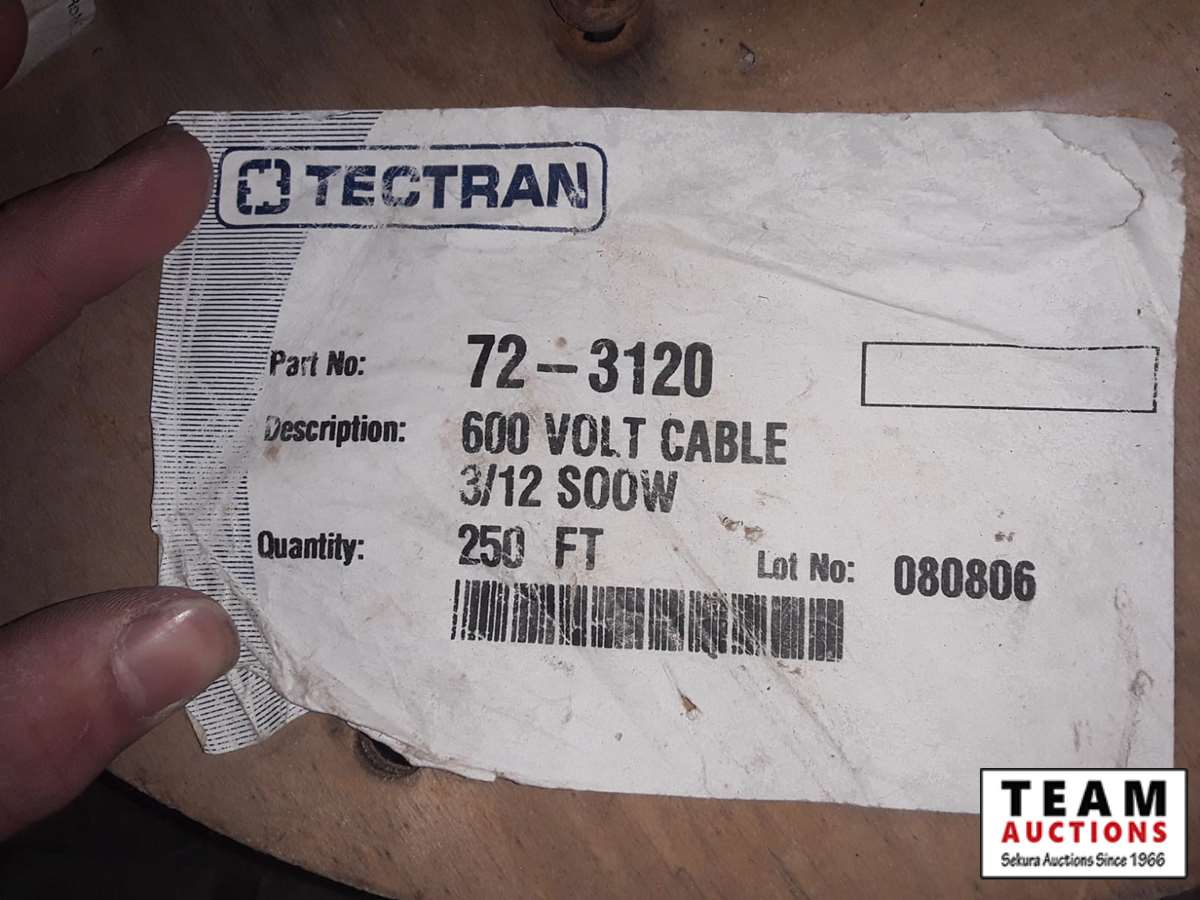 TECTRAN
Part No: 72-3120
Description: 600 VOLT CABLE
3/12 SOOW
Quantity: 250 FT
Lot No: 080806
TEAM
AUCTIONS
Sekura Auctions Since 1966